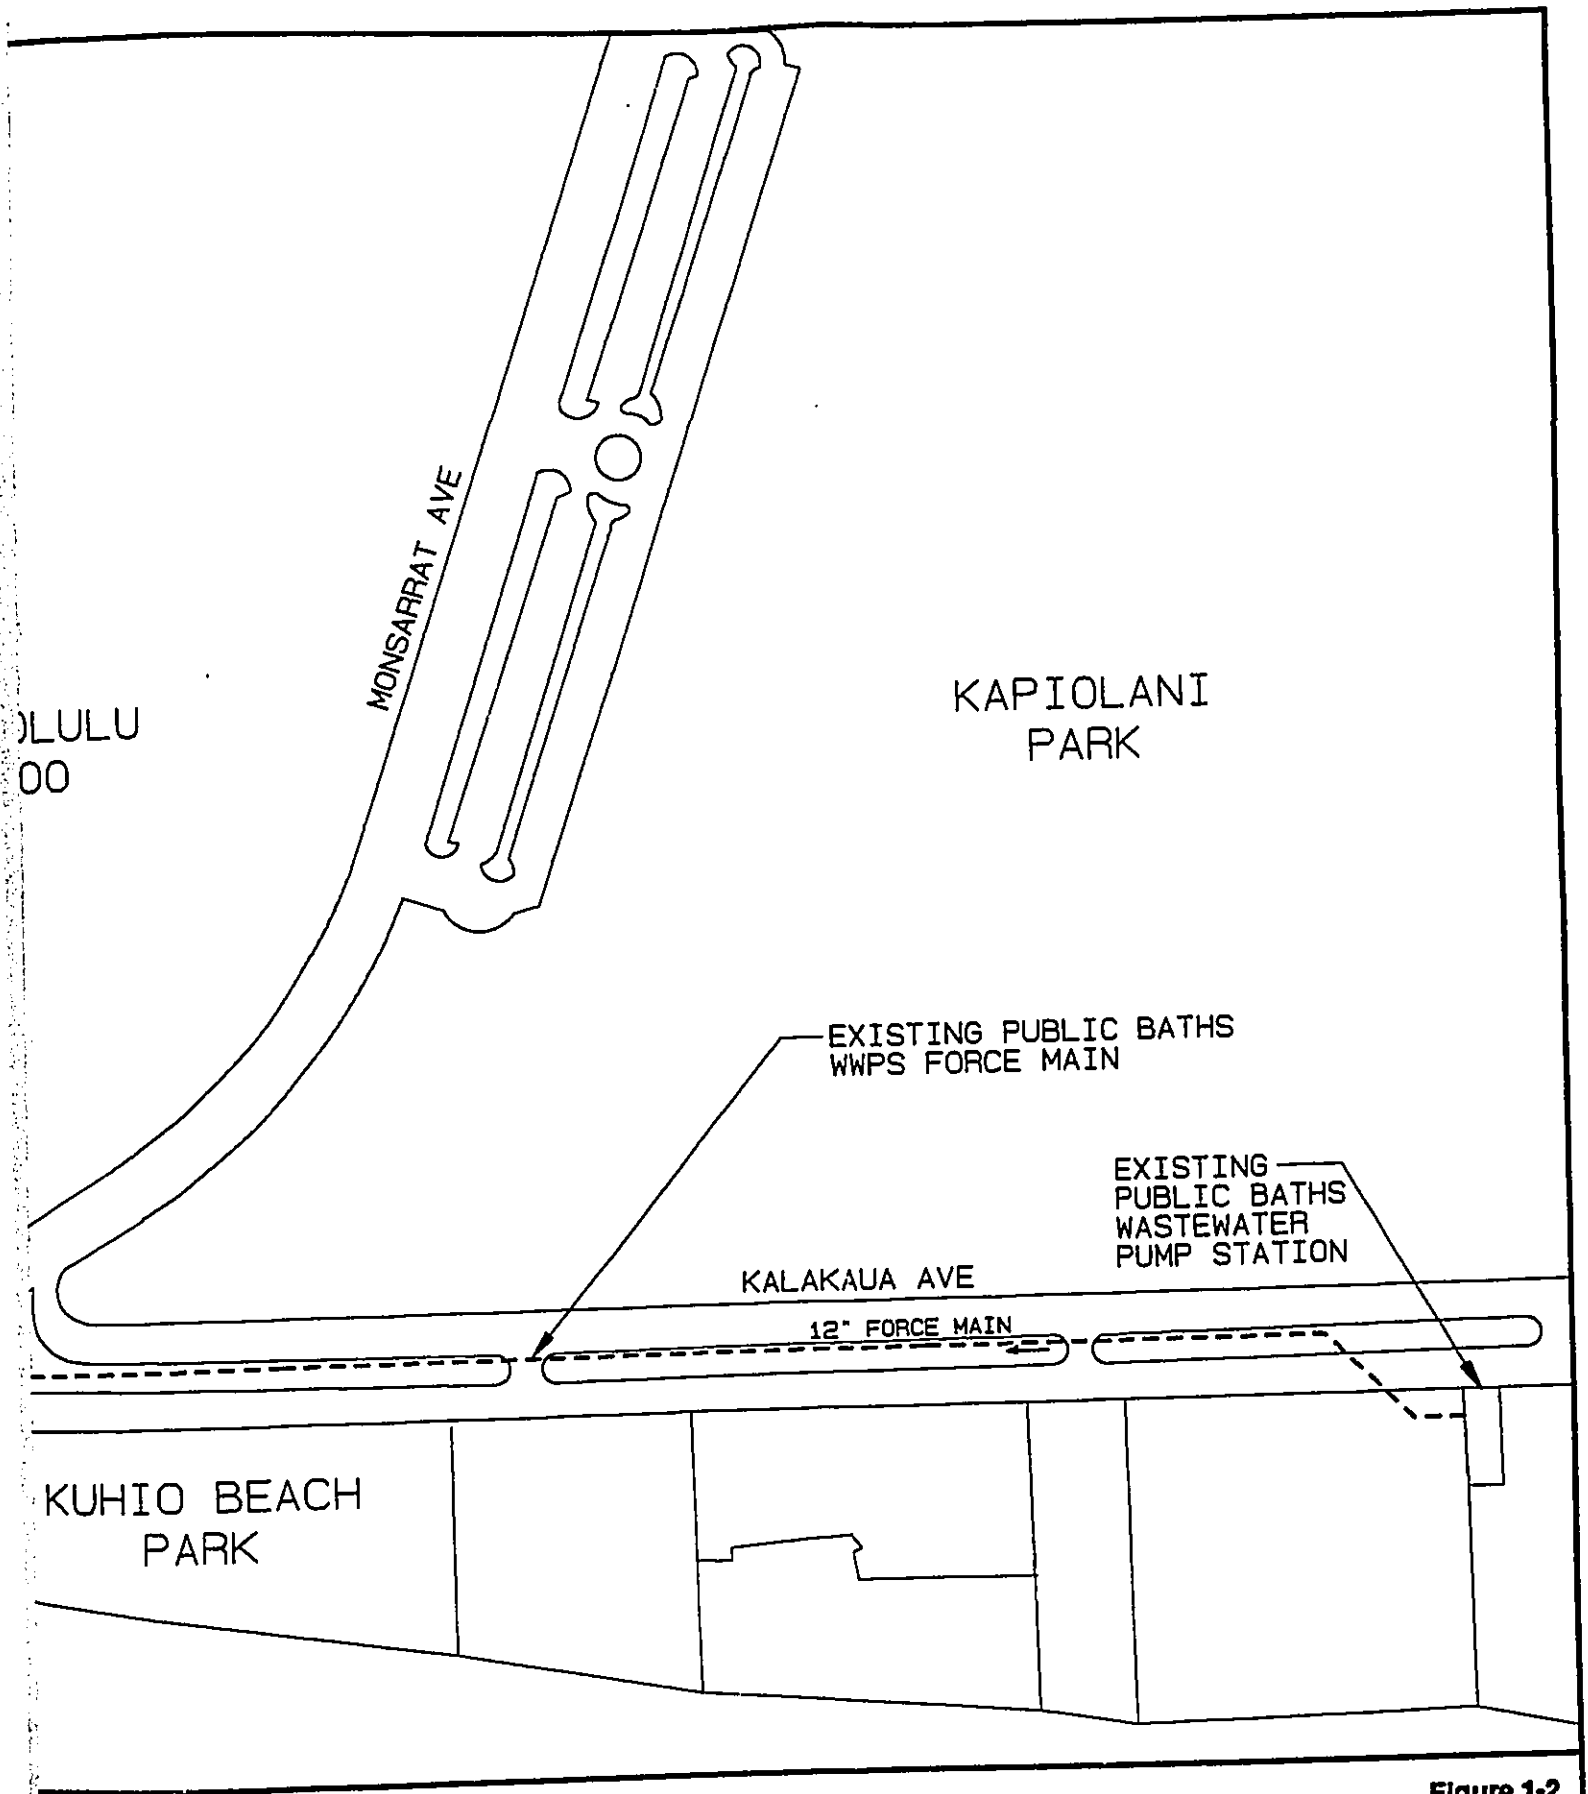 MONSARRAT AVE
OLULU
OO
KAPIOLANI
PARK
EXISTING PUBLIC BATHS
WWPS FORCE MAIN
EXISTING
PUBLIC BATHS
WASTEWATER
PUMP STATION
KALAKAUA AVE
12" FORCE MAIN
KUHIO BEACH
PARK
Figure 1-2